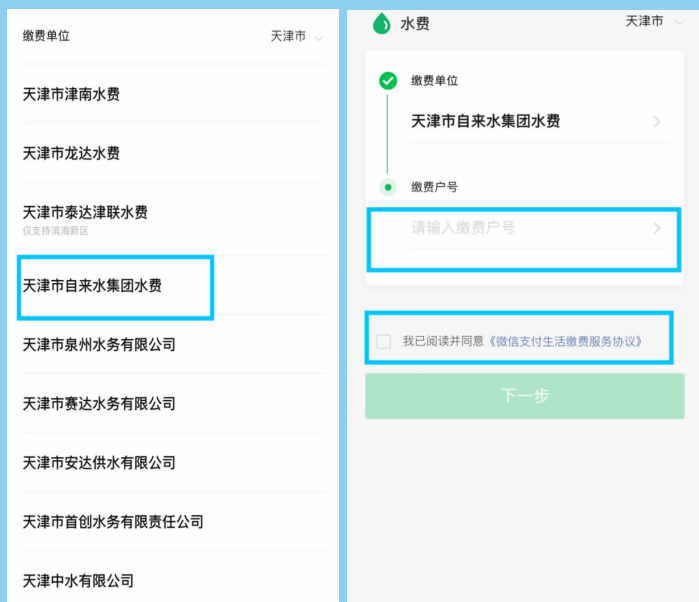 缴费单位
天津市
天津市津南水费
天津市龙达水费
天津市泰达津联水费
仅支持滨海新区
天津市自来水集团水费
天津市泉州水务有限公司
天津市赛达水务有限公司
天津市安达供水有限公司
天津市首创水务有限责任公司
天津中水有限公司
水费
天津市
缴费单位
天津市自来水集团水费
缴费户号
请输入缴费户号
我已阅读并同意《微信支付生活缴费服务协议》
下一步